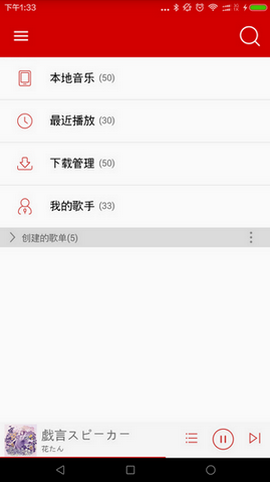 下午1:33
本地音乐 (50)
最近播放 (30)
下载管理 (50)
我的歌手 (33)
创建的歌单(5)
戯言スピーカー
花たん